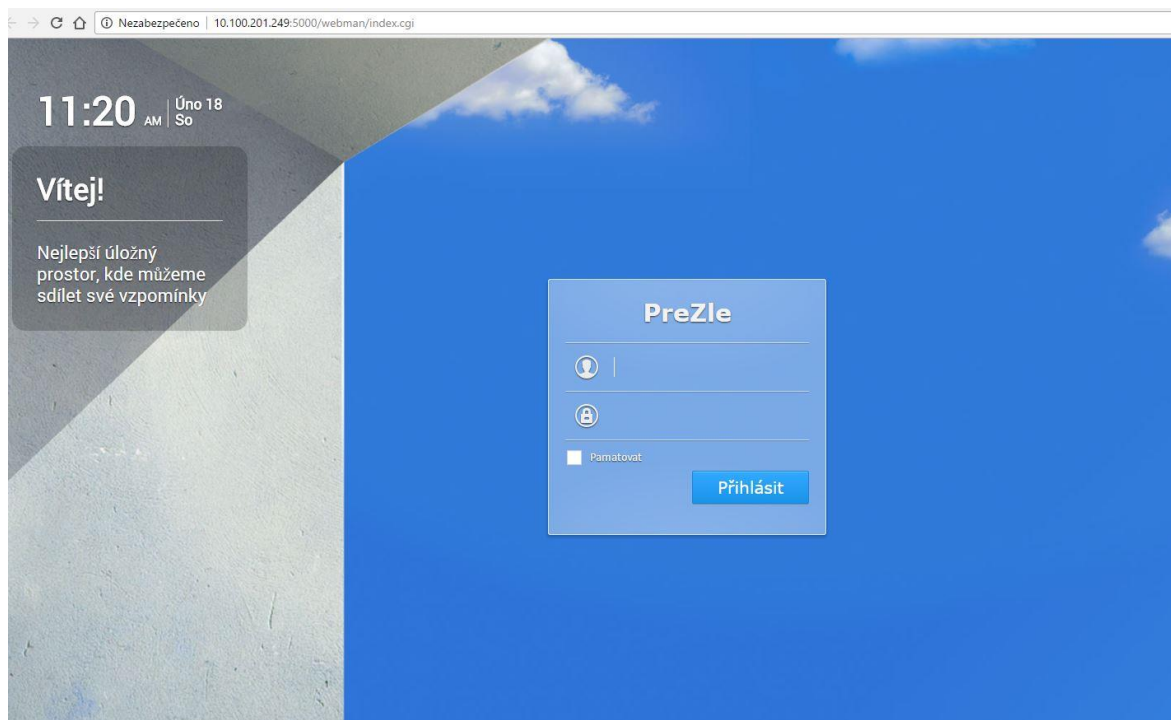 Nezabezpečeno | 10.100.201.249:5000/webman/index.cgi
11:20 AM | Úno 18
So
Vítej!
Nejlepší úložný
prostor, kde můžeme
sdílet své vzpomínky
PreZle
Pamatovat
Přihlásit